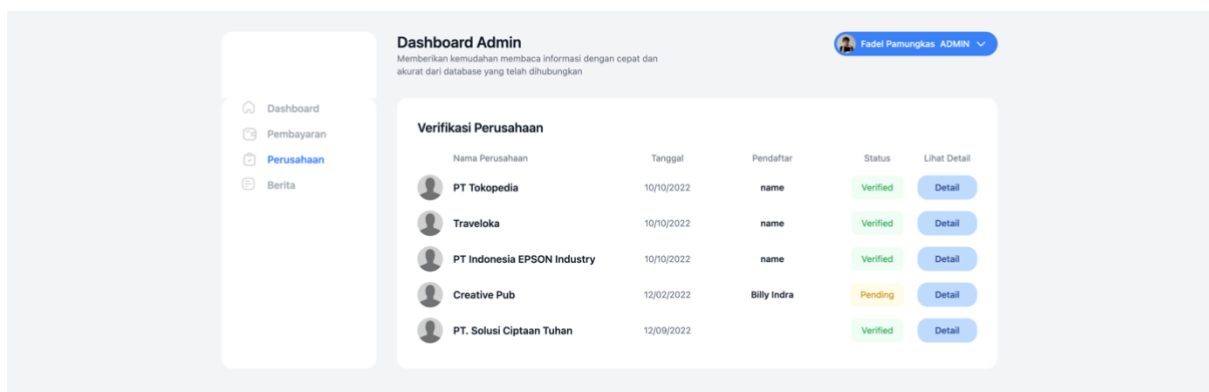 Dashboard Admin
Memberikan kemudahan membaca informasi dengan cepat dan
akurat dari database yang telah dihubungkan
Fadel Pamungkas ADMIN
Dashboard
Pembayaran
Perusahaan
Berita
Verifikasi Perusahaan
Nama Perusahaan Tanggal Pendaftar Status Lihat Detail
PT Tokopedia 10/10/2022 name Verified Detail
Traveloka 10/10/2022 name Verified Detail
PT Indonesia EPSON Industry 10/10/2022 name Verified Detail
Creative Pub 12/02/2022 Billy Indra Pending Detail
PT. Solusi Ciptaan Tuhan 12/09/2022 Verified Detail